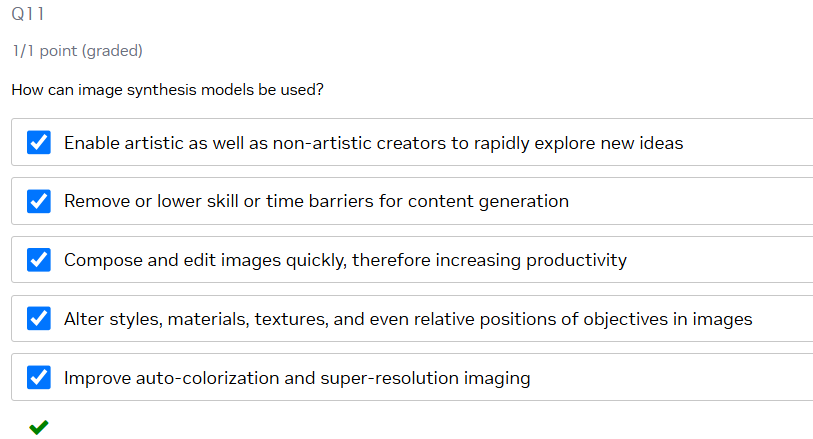 Q11
1/1 point (graded)
How can image synthesis models be used?
Enable artistic as well as non-artistic creators to rapidly explore new ideas
Remove or lower skill or time barriers for content generation
Compose and edit images quickly, therefore increasing productivity
Alter styles, materials, textures, and even relative positions of objectives in images
Improve auto-colorization and super-resolution imaging